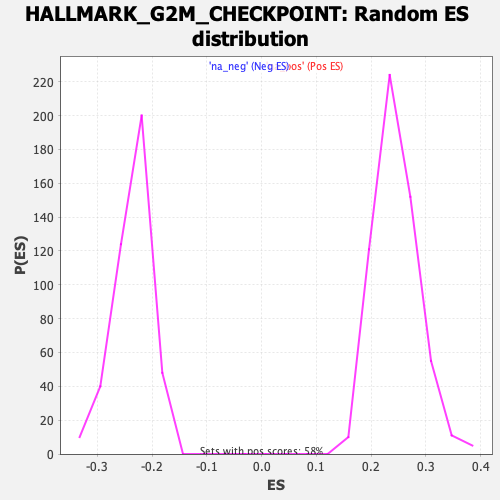 HALLMARK_G2M_CHECKPOINT: Random ES
distribution
'na_neg' (Neg ES)
(Pos ES)
220
200
180
160
140
120
100
80
60
40
20
0
P(ES)
Sets with pos scores: 58%
-0.3 -0.2 -0.1 0.0 0.1 0.2 0.3 0.4
ES